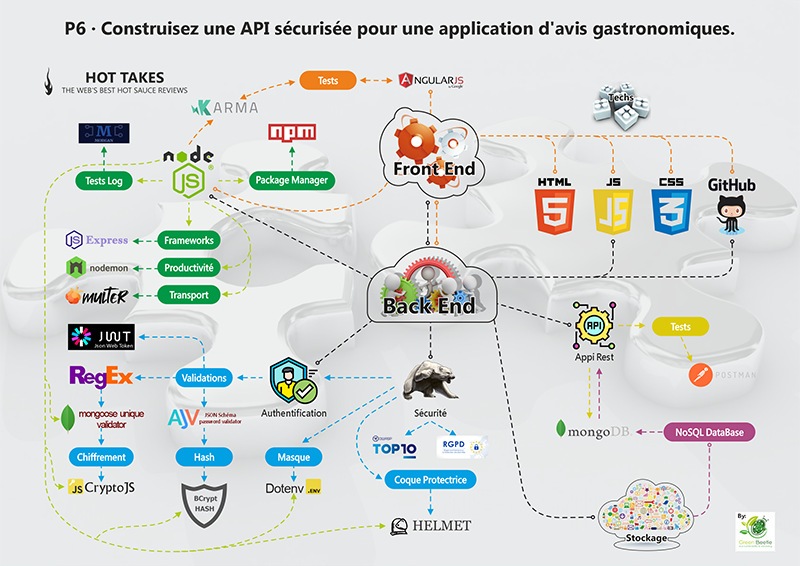 P6 · Construisez une API sécurisée pour une application d'avis gastronomiques.
HOT TAKES
THE WEB'S BEST HOT SAUCE REVIEWS
KARMA
Tests
ANGULARJS
by Google
Techs
M
npm
node
JS
Tests Log
Package Manager
Front End
HTML
JS
CSS
GitHub
5
JS
3
JS Express
Frameworks
nodemon
Productivité
MULTER
Transport
Back End
API
Appi Rest
Tests
POSTMAN
JWT
Json Web Token
RegEx
Validations
Authentification
Sécurité
mongoose unique
validator
AJV
JSON Schéma
password validator
OWASP
TOP10
RGPD
mongoDB
NoSQL DataBase
Chiffrement
Hash
Masque
Coque Protectrice
JS CryptoJS
BCrypt
HASH
Dotenv .ENV
HELMET
Stockage
By:
Green Beetle